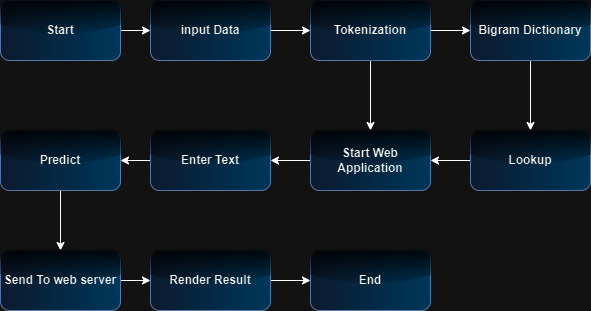 Start
input Data
Tokenization
Bigram Dictionary
Predict
Enter Text
Start Web
Application
Lookup
Send To web server
Render Result
End